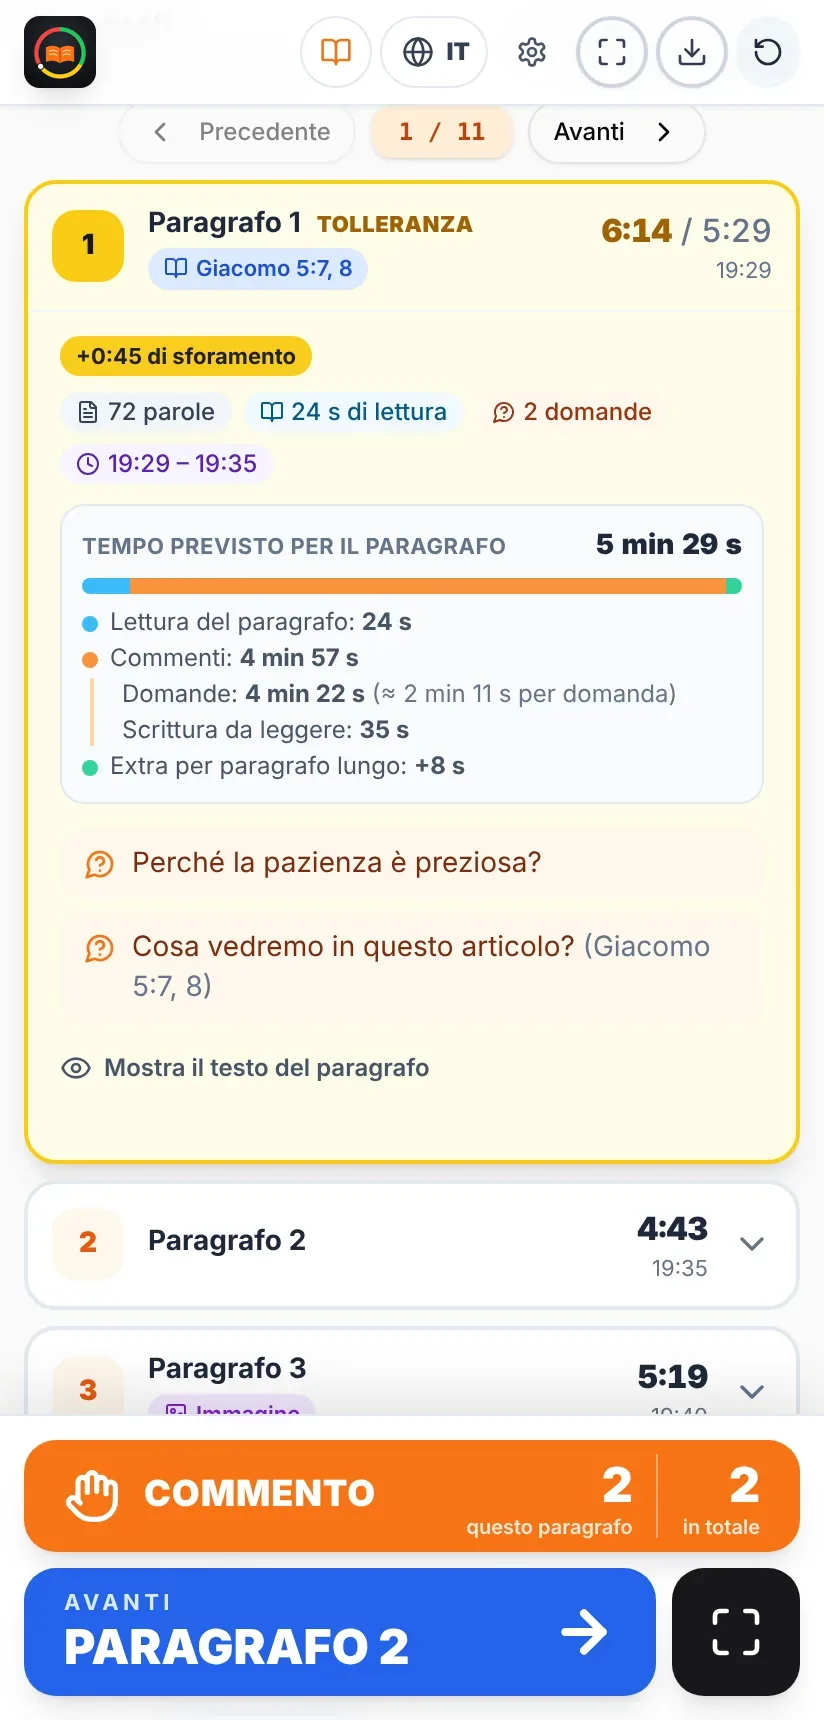 IT
Precedente
1 / 11
Avanti
1
Paragrafo 1 TOLLERANZA
6:14 / 5:29
Giacomo 5:7, 8
19:29
+0:45 di sforamento
72 parole
24 s di lettura
2 domande
19:29 – 19:35
TEMPO PREVISTO PER IL PARAGRAFO
5 min 29 s
Lettura del paragrafo: 24 s
Commenti: 4 min 57 s
Domande: 4 min 22 s (≈ 2 min 11 s per domanda)
Scrittura da leggere: 35 s
Extra per paragrafo lungo: +8 s
Perché la pazienza è preziosa?
Cosa vedremo in questo articolo? (Giacomo
5:7, 8)
Mostra il testo del paragrafo
2
Paragrafo 2
4:43
19:35
3
Paragrafo 3
5:19
Immagine
19:40
COMMENTO
2
questo paragrafo
2
in totale
AVANTI
PARAGRAFO 2